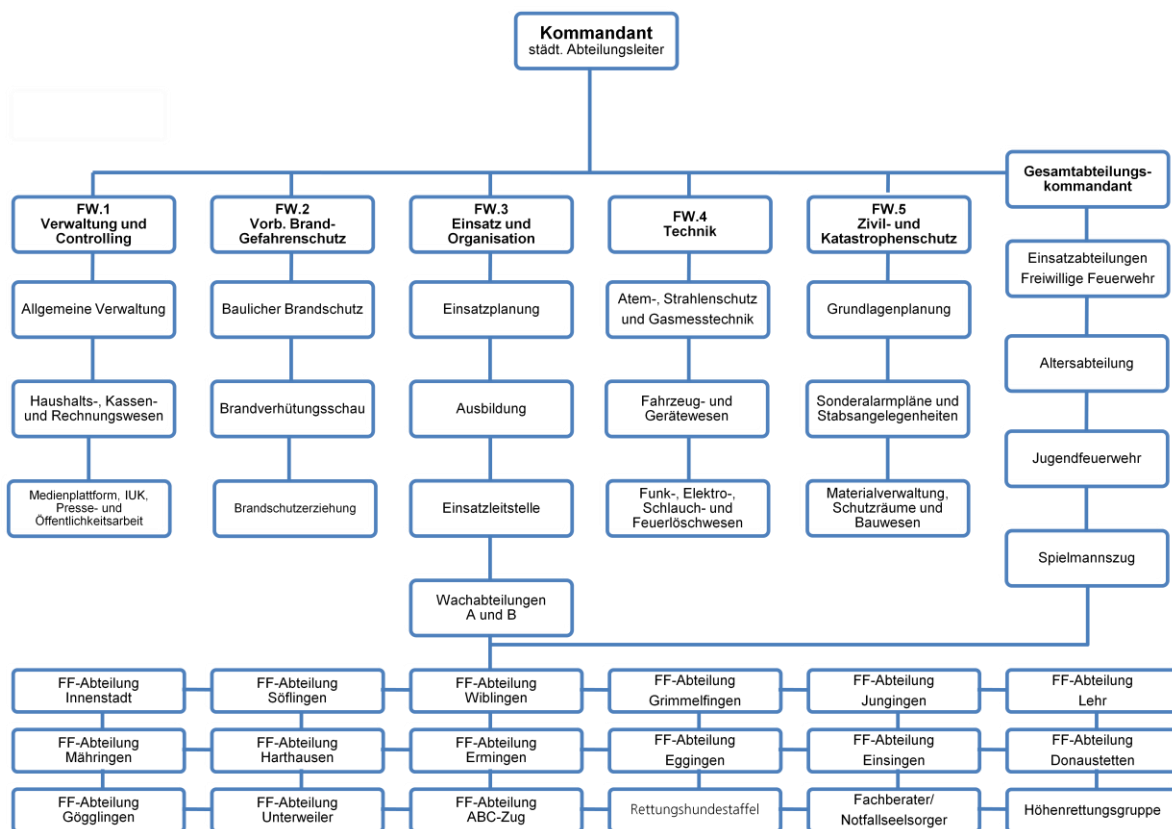 Kommandant
städt. Abteilungsleiter
Gesamtabteilungs-
kommandant
FW.1
Verwaltung und
Controlling
FW.2
Vorb. Brand-
Gefahrenschutz
FW.3
Einsatz und
Organisation
FW.4
Technik
FW.5
Zivil- und
Katastrophenschutz
Einsatzabteilungen
Freiwillige Feuerwehr
Allgemeine Verwaltung
Baulicher Brandschutz
Einsatzplanung
Atem-, Strahlenschutz
und Gasmesstechnik
Grundlagenplanung
Altersabteilung
Haushalts-, Kassen-
und Rechnungswesen
Brandverhütungsschau
Ausbildung
Fahrzeug- und
Gerätewesen
Sonderalarmpläne und
Stabsangelegenheiten
Jugendfeuerwehr
Medienplattform, IUK,
Presse- und
Öffentlichkeitsarbeit
Brandschutzerziehung
Einsatzleitstelle
Funk-, Elektro-,
Schlauch- und
Feuerlöschwesen
Materialverwaltung,
Schutzräume und
Bauwesen
Spielmannszug
Wachabteilungen
A und B
FF-Abteilung
Innenstadt
FF-Abteilung
Söflingen
FF-Abteilung
Wiblingen
FF-Abteilung
Grimmelfingen
FF-Abteilung
Jungingen
FF-Abteilung
Lehr
FF-Abteilung
Mähringen
FF-Abteilung
Harthausen
FF-Abteilung
Ermingen
FF-Abteilung
Eggingen
FF-Abteilung
Einsingen
FF-Abteilung
Donaustetten
FF-Abteilung
Gögglingen
FF-Abteilung
Unterweiler
FF-Abteilung
ABC-Zug
Rettungshundestaffel
Fachberater/
Notfallseelsorger
Höhenrettungsgruppe